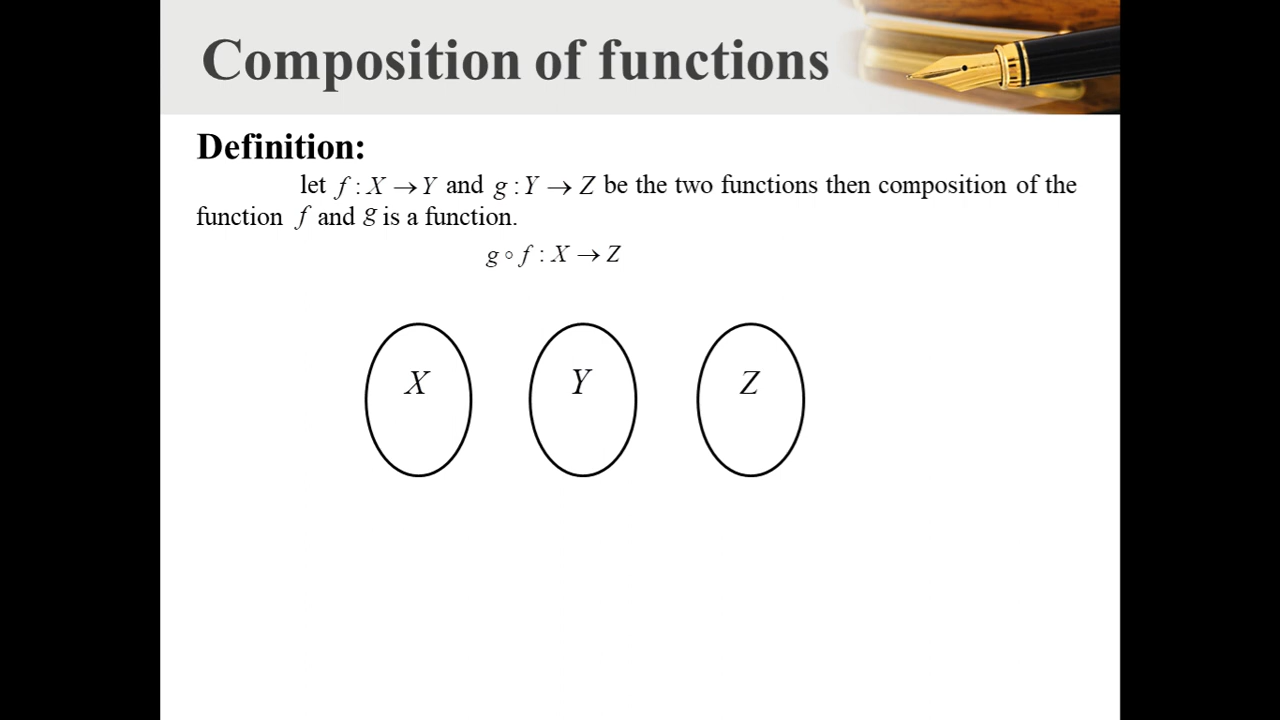 Composition of functions
Definition:
let f : X → Y and g : Y → Z be the two functions then composition of the
function f and g is a function.
g ∘ f : X → Z
X Y Z